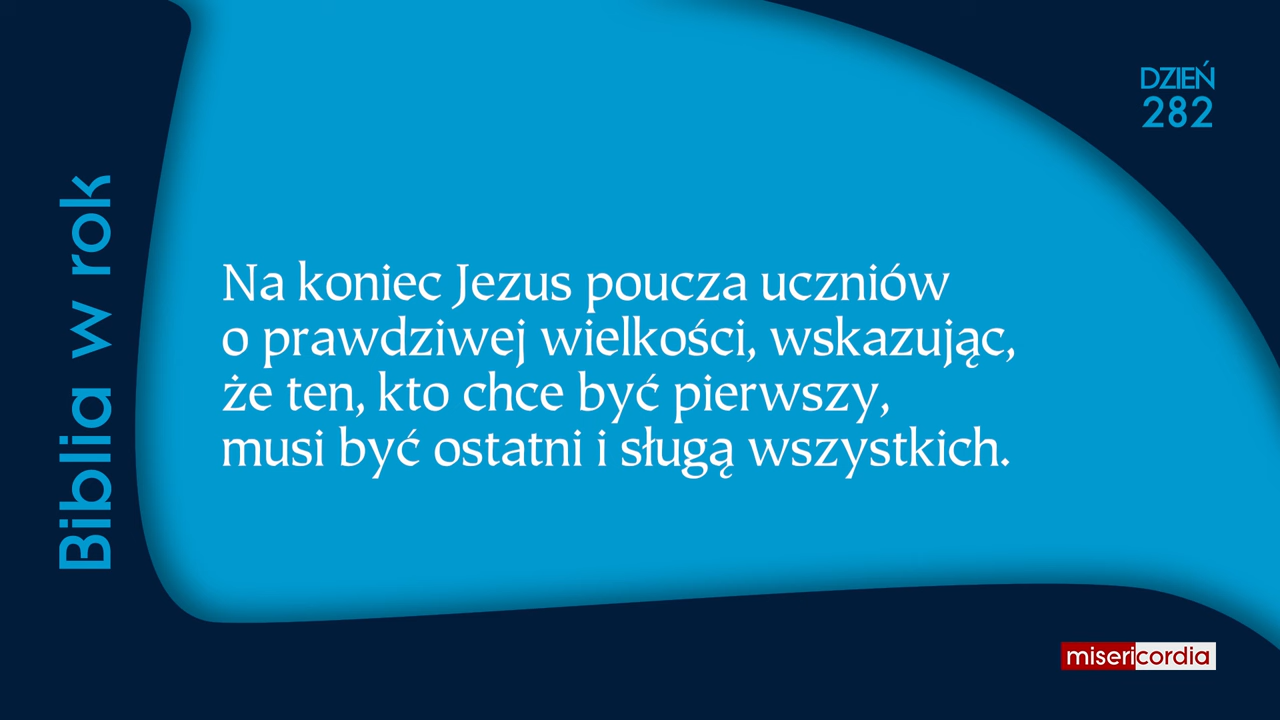 Biblia w rok
DZIEŃ
282
Na koniec Jezus poucza uczniów
o prawdziwej wielkości, wskazując,
że ten, kto chce być pierwszy,
musi być ostatni i sługą wszystkich.
misericordia